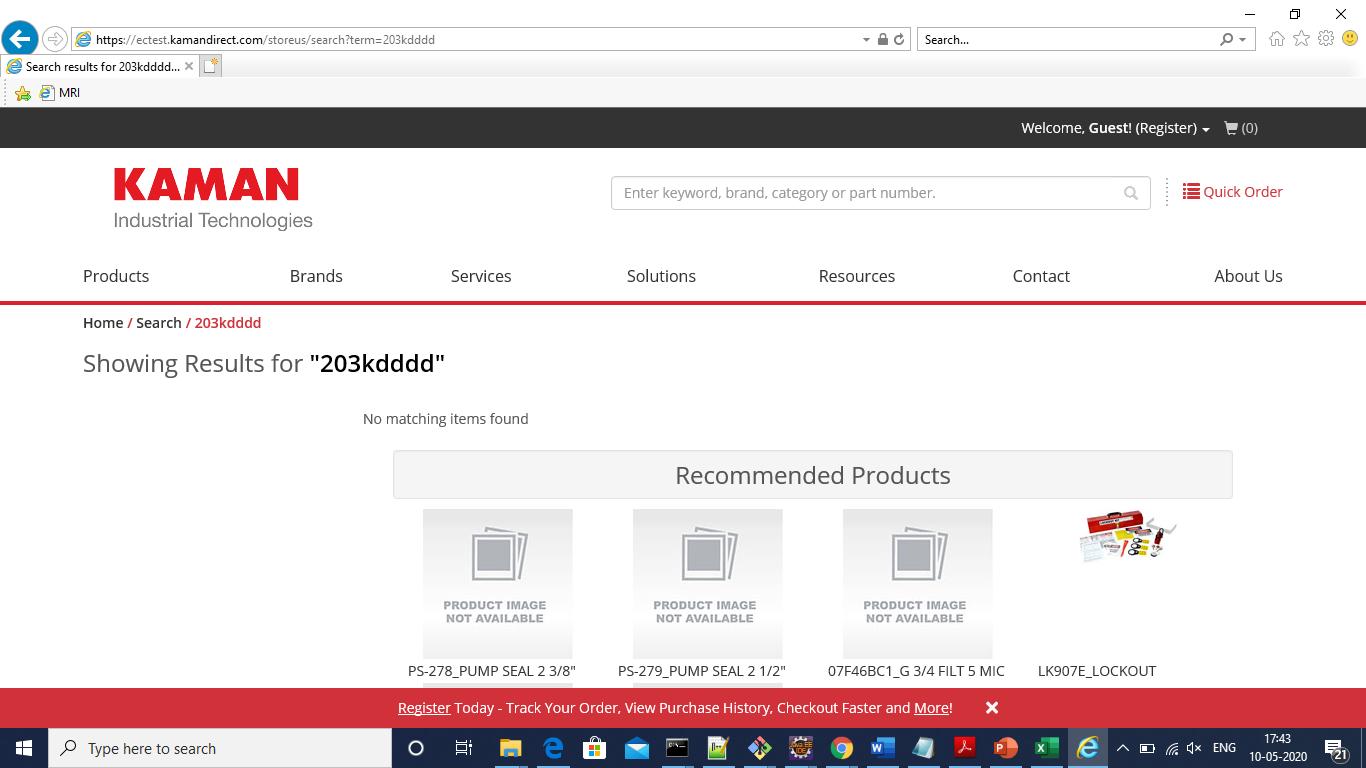 https://ectest.kamandirect.com/storeus/search?term=203kdddd
Search...
Search results for 203kdddd...
MRI
Welcome, Guest! (Register)
(0)
KAMAN
Industrial Technologies
Enter keyword, brand, category or part number.
Quick Order
Products Brands Services Solutions Resources Contact About Us
Home / Search / 203kdddd
Showing Results for "203kdddd"
No matching items found
Recommended Products
PRODUCT IMAGE NOT AVAILABLE
PRODUCT IMAGE NOT AVAILABLE
PRODUCT IMAGE NOT AVAILABLE
PS-278_PUMP SEAL 2 3/8" PS-279_PUMP SEAL 2 1/2" 07F46BC1_G 3/4 FILT 5 MIC LK907E_LOCKOUT
Register Today - Track Your Order, View Purchase History, Checkout Faster and More!
Type here to search
ENG
17:43
10-05-2020
21